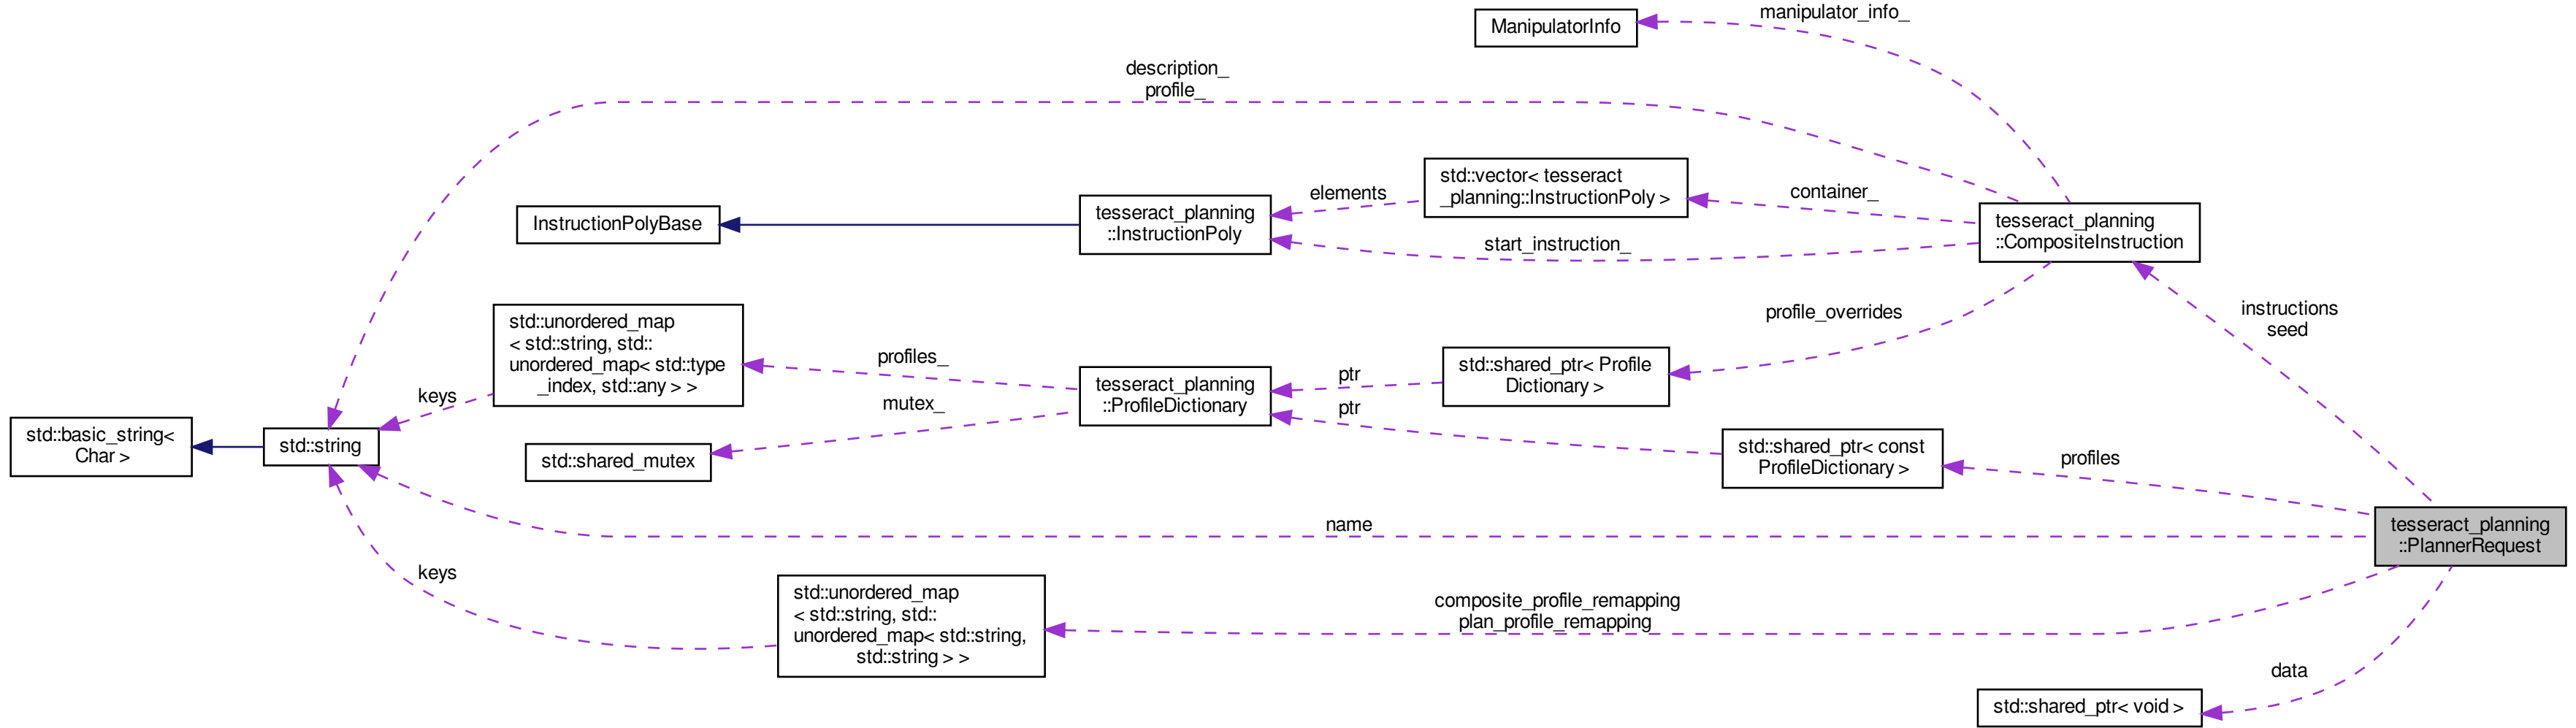 manipulator_info_
ManipulatorInfo
description_
profile_
std::vector< tesseract
_planning::InstructionPoly >
elements
container_
tesseract_planning
::InstructionPoly
InstructionPolyBase
tesseract_planning
::CompositeInstruction
start_instruction_
profile_overrides
instructions
seed
std::unordered_map
< std::string, std::
unordered_map< std::type
_index, std::any > >
profiles_
keys
tesseract_planning
::ProfileDictionary
ptr
std::shared_ptr< Profile
Dictionary >
ptr
mutex_
std::basic_string<
Char >
std::string
std::shared_mutex
std::shared_ptr< const
ProfileDictionary >
profiles
name
tesseract_planning
::PlannerRequest
keys
std::unordered_map
< std::string, std::
unordered_map< std::string,
std::string > >
composite_profile_remapping
plan_profile_remapping
data
std::shared_ptr< void >